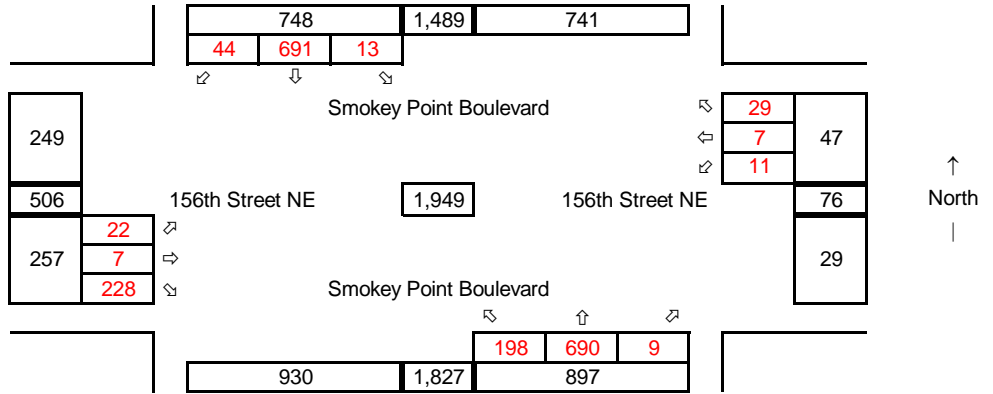 748 1,489 741
44 691 13
⬃ ⇩ ⬂
Smokey Point Boulevard
⬁ 29
249 ⇦ 7 47
⬃ 11 ↑
506 156th Street NE 1,949 156th Street NE 76 North
22 ⬀ |
257 7 ⇨ 29
228 ⬂ Smokey Point Boulevard
⬁ ⇧ ⬀
198 690 9
930 1,827 897